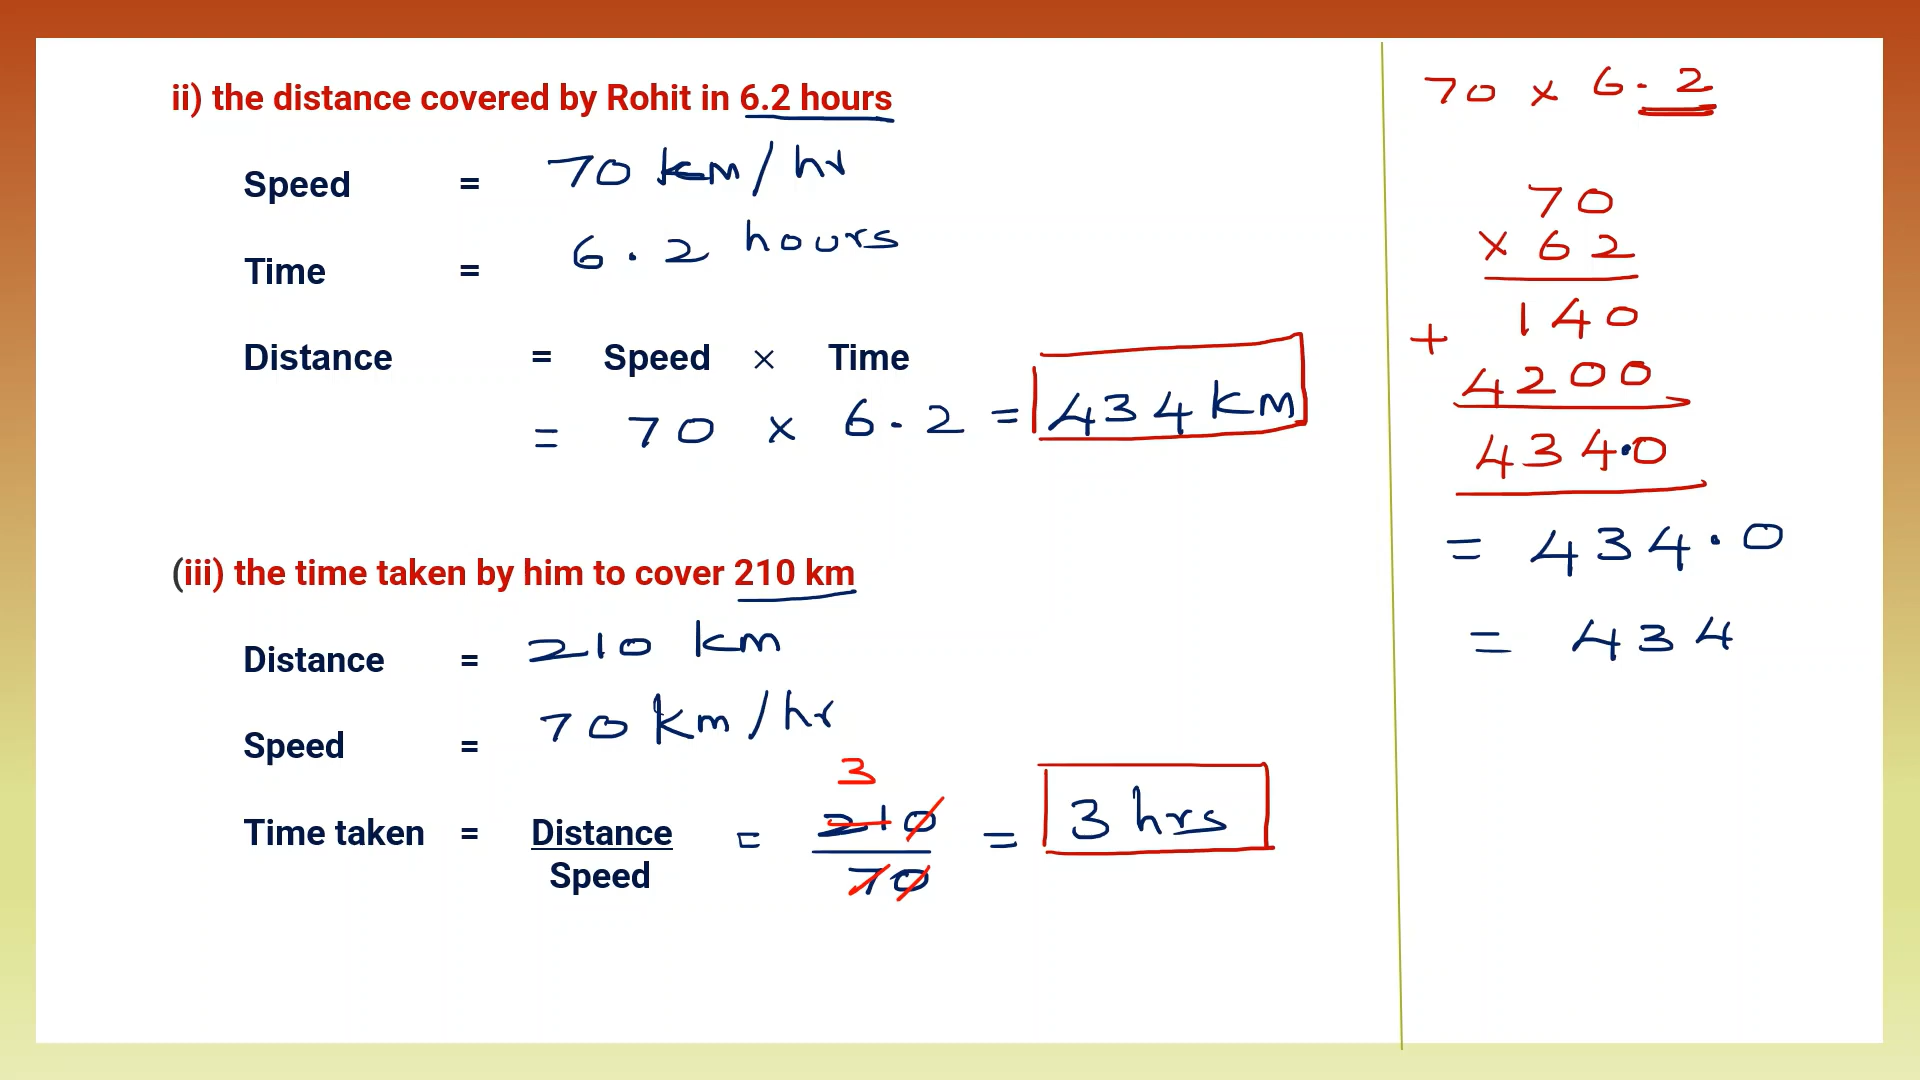 ii) the distance covered by Rohit in 6.2 hours
Speed = 70 km/hr
Time = 6.2 hours
Distance = Speed × Time
= 70 × 6.2 = 434 km
(iii) the time taken by him to cover 210 km
Distance = 210 km
Speed = 70 km/hr
3
Time taken = Distance = 210 = 3 hrs
Speed 70
70 × 6.2
70
× 62
140
+
4200
434.0
= 434.0
= 434